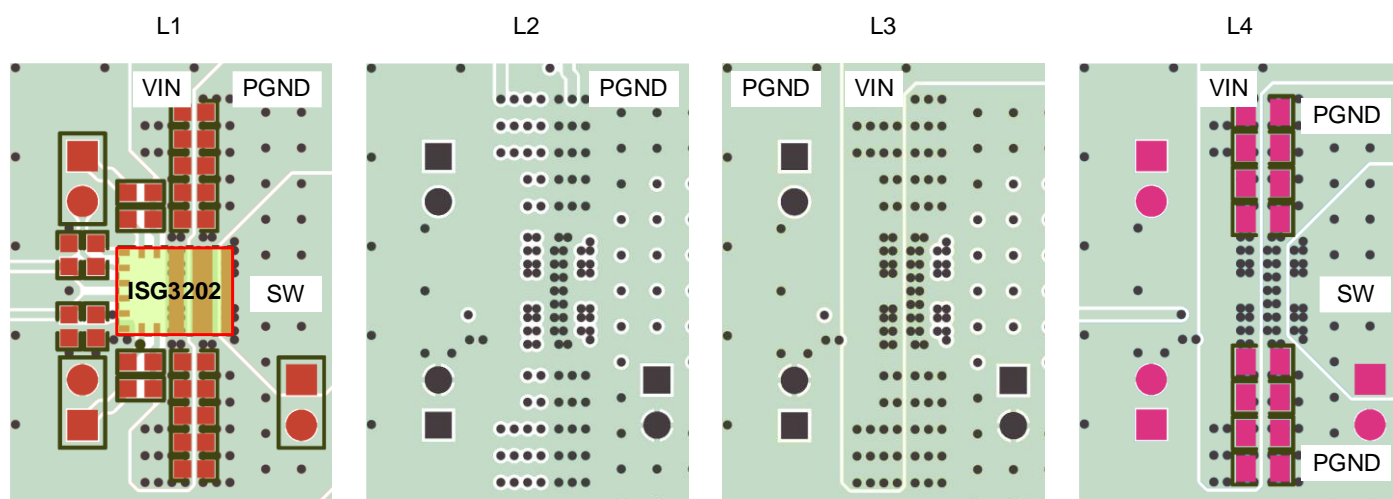 L1
L2
L3
L4
VIN
PGND
PGND
PGND
VIN
VIN
PGND
ISG3202
SW
SW
PGND